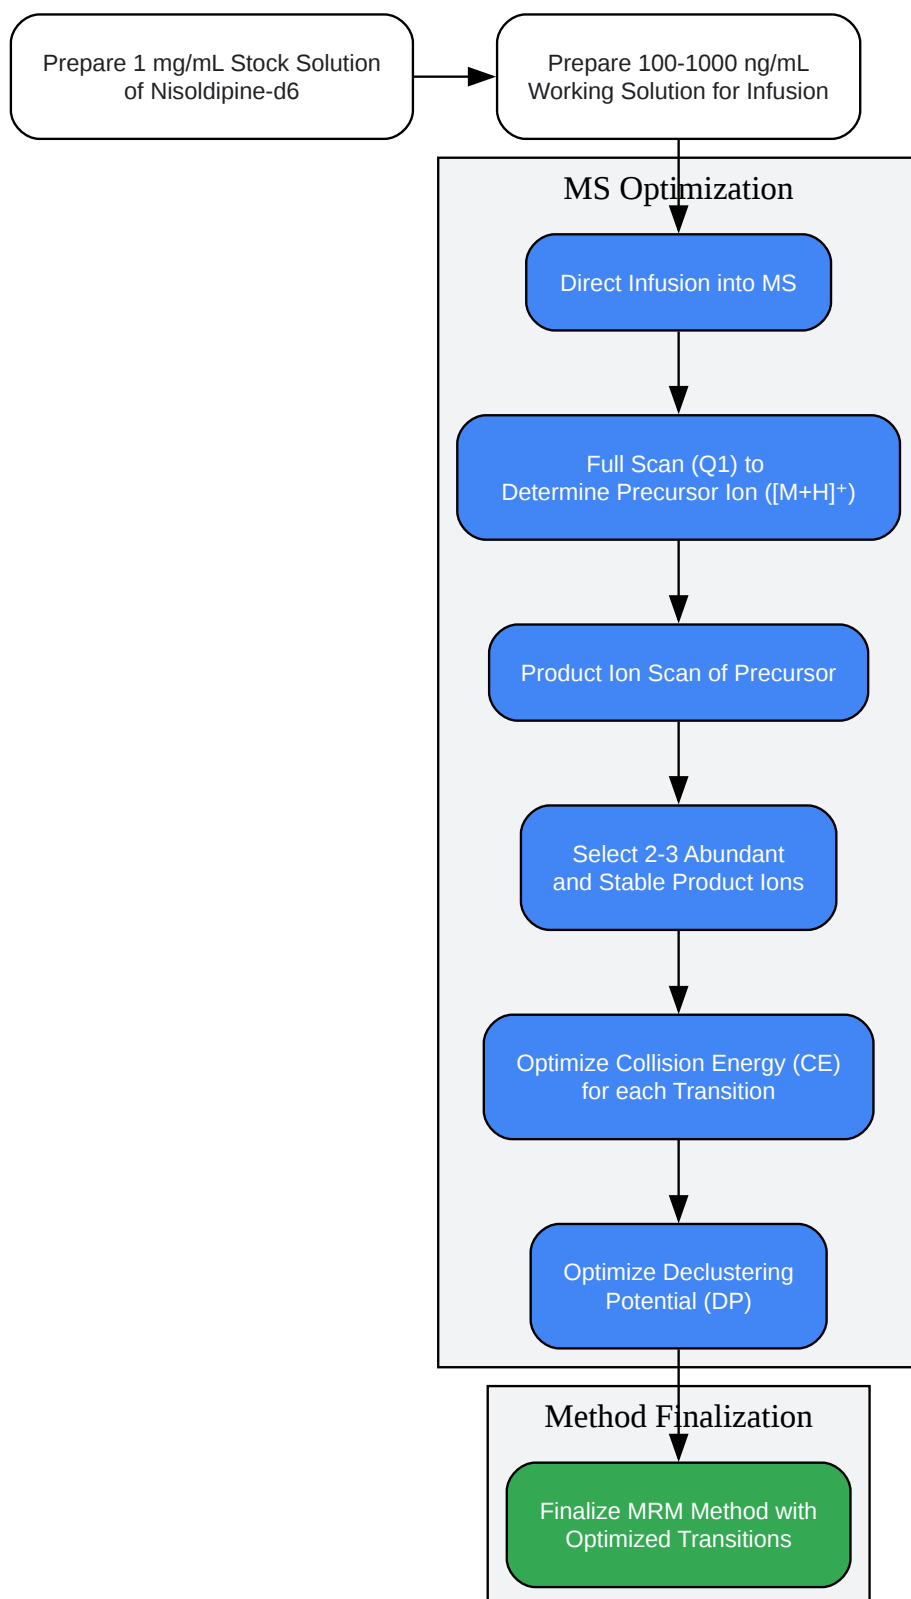 Prepare 1 mg/mL Stock Solution
of Nisoldipine-d6
Prepare 100-1000 ng/mL
Working Solution for Infusion
MS Optimization
Direct Infusion into MS
Full Scan (Q1) to
Determine Precursor Ion ([M+H]⁺)
Product Ion Scan of Precursor
Select 2-3 Abundant
and Stable Product Ions
Optimize Collision Energy (CE)
for each Transition
Optimize Declustering
Potential (DP)
Method Finalization
Finalize MRM Method with
Optimized Transitions